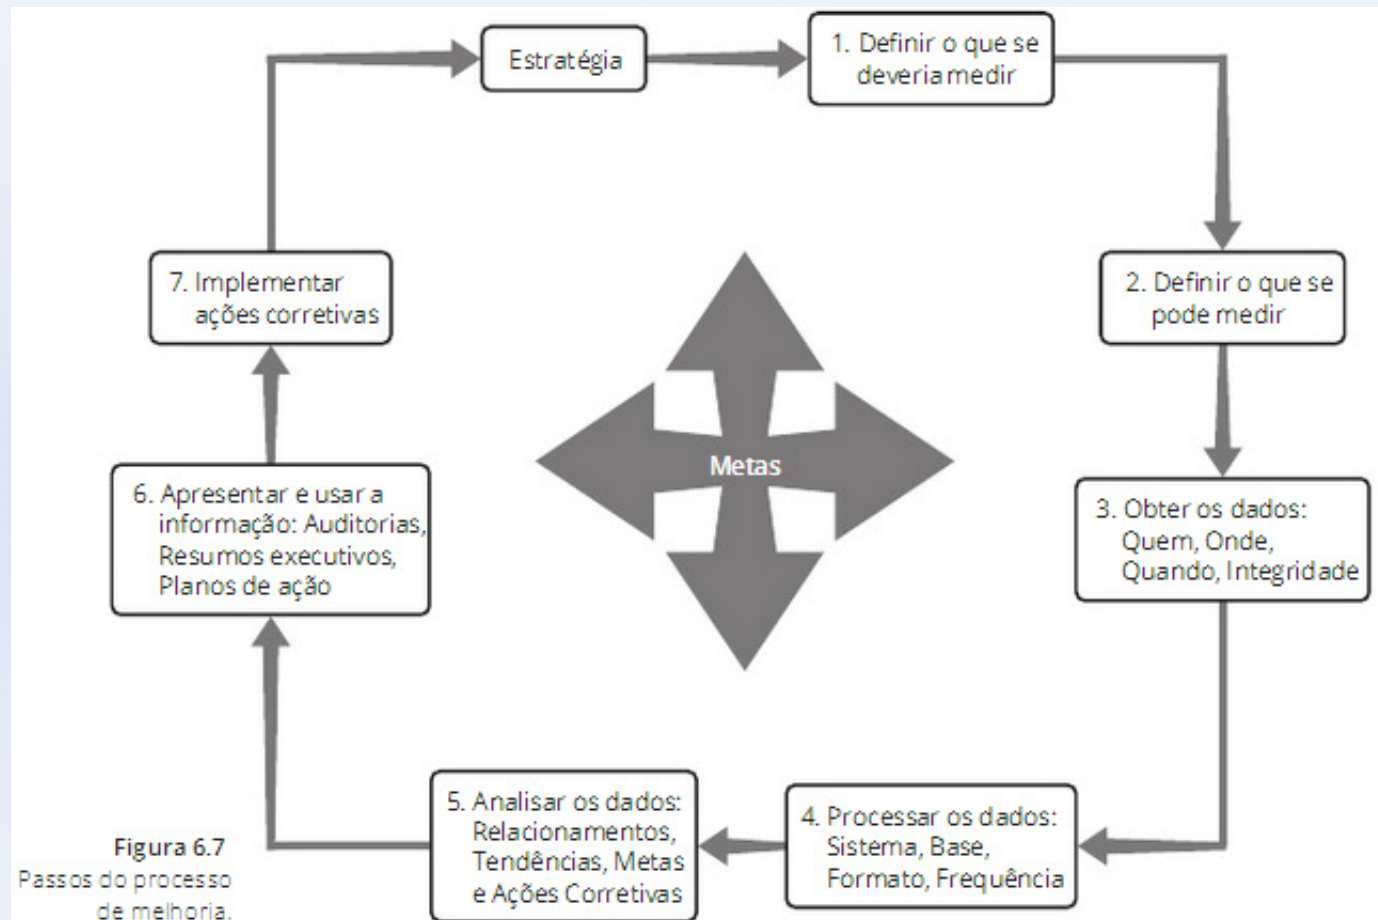 Estratégia
1. Definir o que se
deveria medir
2. Definir o que se
pode medir
3. Obter os dados:
Quem, Onde,
Quando, Integridade
4. Processar os dados:
Sistema, Base,
Formato, Frequência
5. Analisar os dados:
Relacionamentos,
Tendências, Metas
e Ações Corretivas
6. Apresentar e usar a
informação: Auditorias,
Resumos executivos,
Planos de ação
7. Implementar
ações corretivas
Metas
Figura 6.7
Passos do processo
de melhoria.